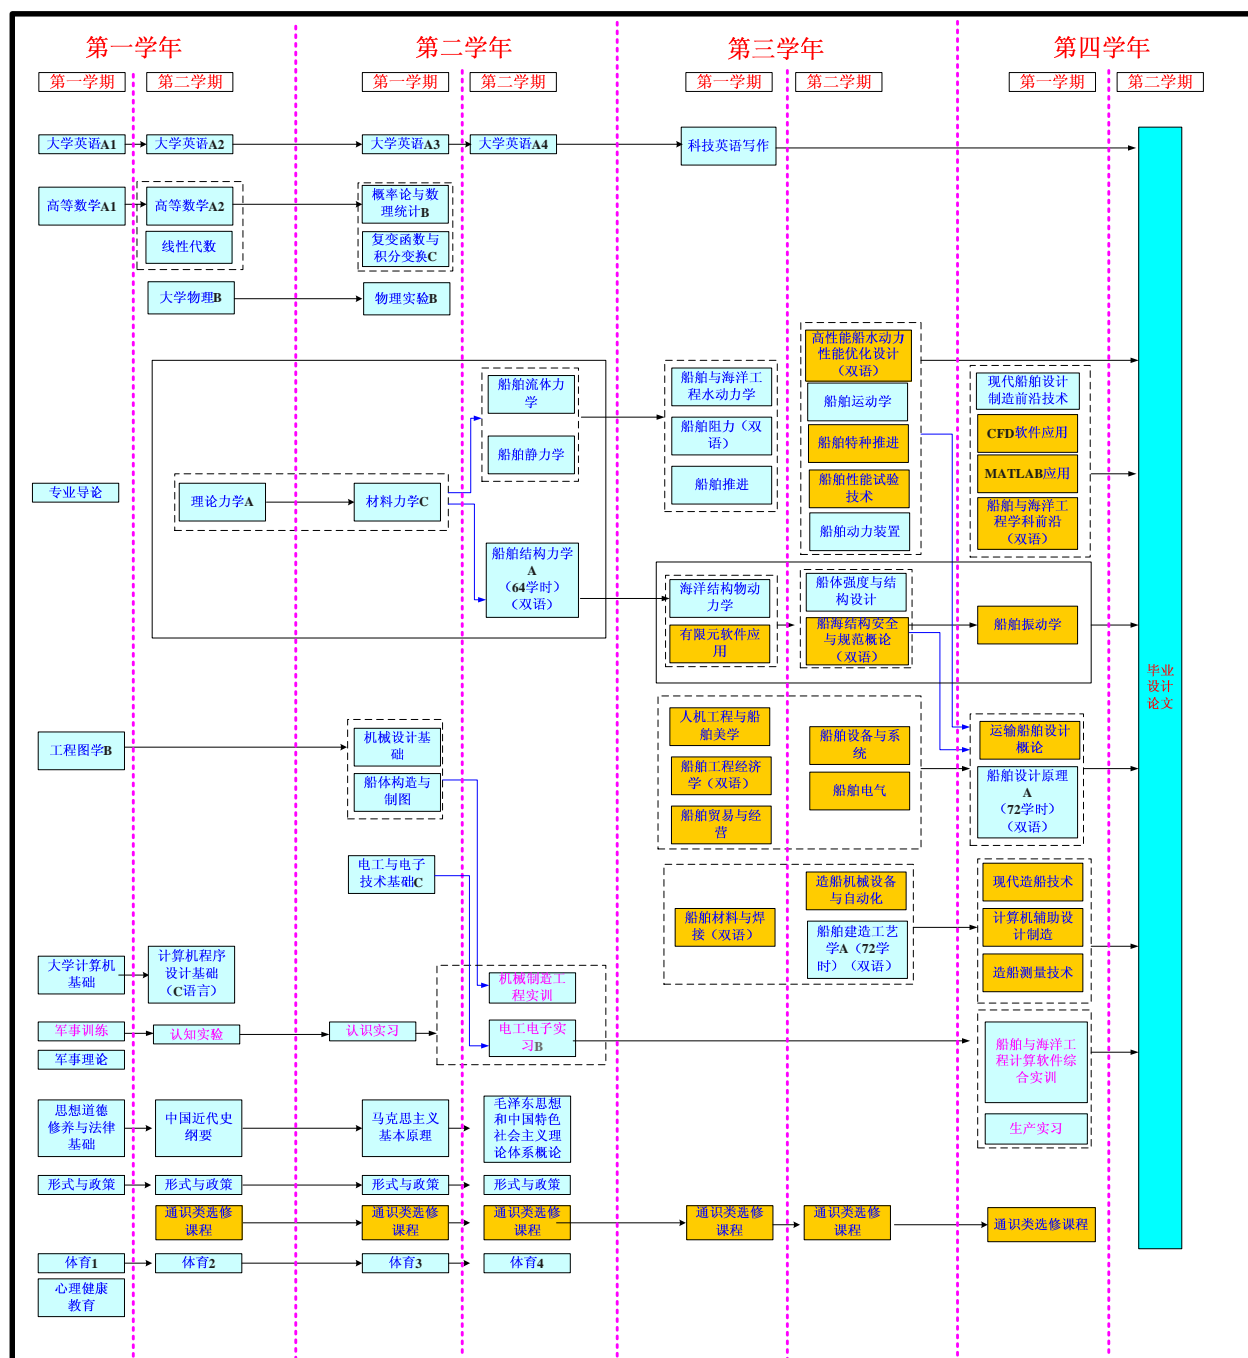 第一学年
第二学年
第三学年
第四学年
第一学期
第二学期
第一学期
第二学期
第一学期
第二学期
第一学期
第二学期
大学英语A1
大学英语A2
大学英语A3
大学英语A4
科技英语写作
高等数学A1
高等数学A2
概率论与数
理统计B
线性代数
复变函数与
积分变换C
大学物理B
物理实验B
专业导论
理论力学A
材料力学C
船舶流体力
学
船舶静力学
船舶结构力学
A
（64学时）
（双语）
船舶与海洋工
程水动力学
船舶阻力（双
语）
船舶推进
高性能船水动力
性能优化设计
（双语）
船舶运动学
船舶特种推进
船舶性能试验
技术
船舶动力装置
现代船舶设计
制造前沿技术
CFD软件应用
MATLAB应用
船舶与海洋工
程学科前沿
（双语）
海洋结构物动
力学
有限元软件应
用
船体强度与结
构设计
船海结构安全
与规范概论
（双语）
船舶振动学
毕业
设计
论文
工程图学B
机械设计基
础
船体构造与
制图
人机工程与船
舶美学
船舶工程经济
学（双语）
船舶贸易与经
营
船舶设备与系
统
船舶电气
运输船舶设计
概论
船舶设计原理
A
（72学时）
（双语）
电工与电子
技术基础C
船舶材料与焊
接（双语）
造船机械设备
与自动化
船舶建造工艺
学A（72学
时）（双语）
现代造船技术
计算机辅助设
计制造
造船测量技术
大学计算机
基础
计算机程序
设计基础
（C语言）
机械制造工
程实训
军事训练
认知实验
认识实习
电工电子实
习B
船舶与海洋工
程计算软件综
合实训
军事理论
生产实习
思想道德
修养与法律
基础
中国近代史
纲要
马克思主义
基本原理
毛泽东思想
和中国特色
社会主义理
论体系概论
形式与政策
形式与政策
形式与政策
形式与政策
通识类选修
课程
通识类选修
课程
通识类选修
课程
通识类选修
课程
通识类选修
课程
通识类选修课程
体育1
体育2
体育3
体育4
心理健康
教育